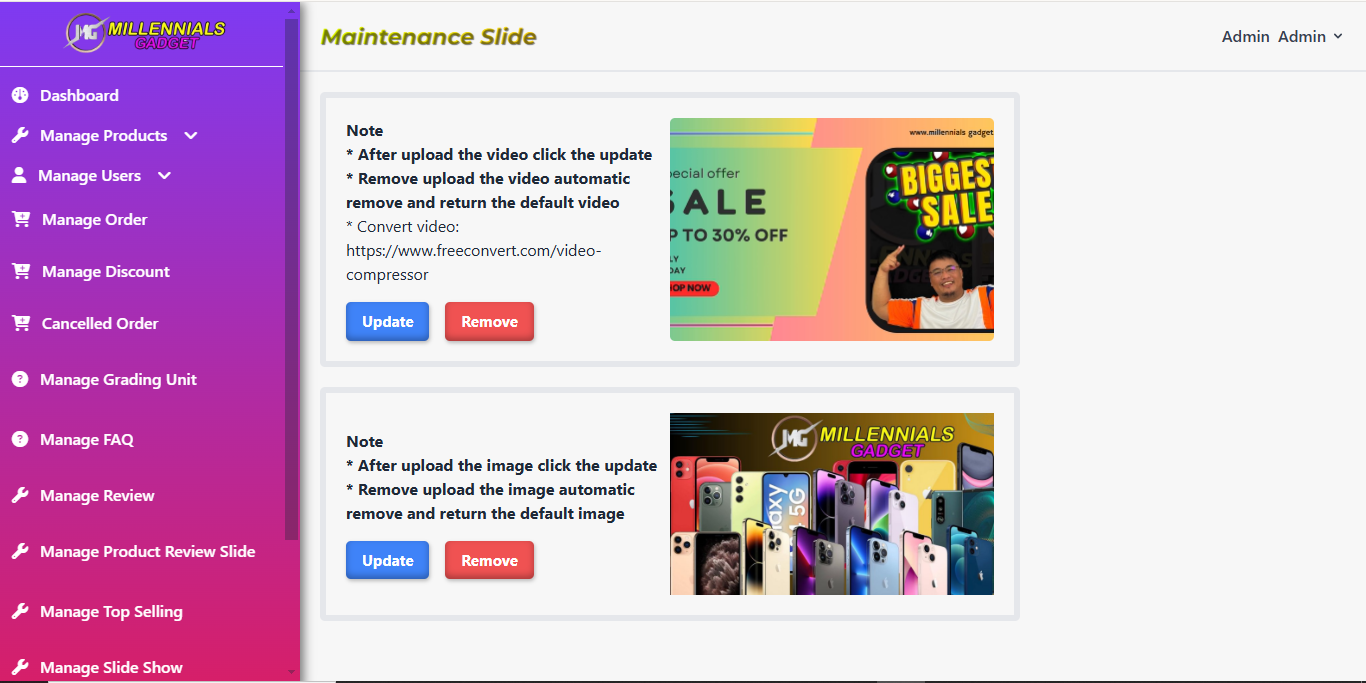 MG MILLENNIALS
GADGET
Dashboard
Manage Products
Manage Users
Manage Order
Manage Discount
Cancelled Order
Manage Grading Unit
Manage FAQ
Manage Review
Manage Product Review Slide
Manage Top Selling
Manage Slide Show
Maintenance Slide
Admin Admin
Note
* After upload the video click the update
* Remove upload the video automatic
remove and return the default video
* Convert video:
https://www.freeconvert.com/video-
compressor
Update Remove
www.millennials gadget
ecial offer
SALE
P TO 30% OFF
LY
DAY
OP NOW
BIGGEST
SALE
Note
* After upload the image click the update
* Remove upload the image automatic
remove and return the default image
Update Remove
MG MILLENNIALS
GADGET
laxy
5G